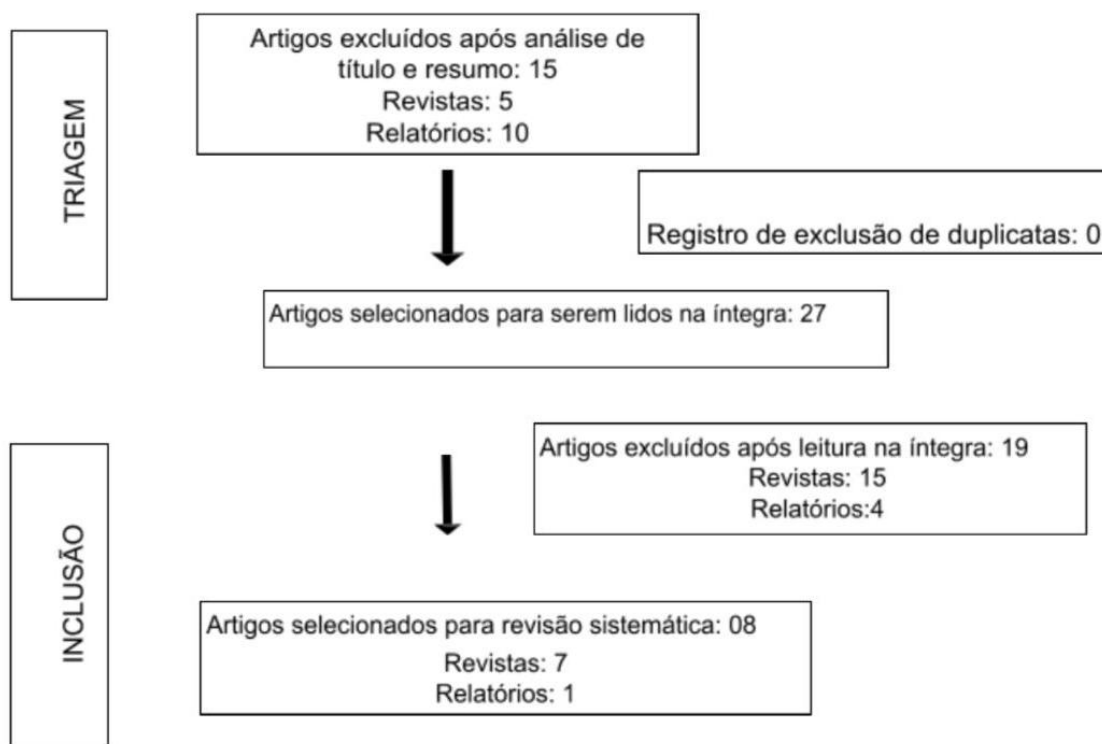 TRIAGEM
Artigos excluídos após análise de
título e resumo: 15
Revistas: 5
Relatórios: 10
Registro de exclusão de duplicatas: 0
Artigos selecionados para serem lidos na íntegra: 27
INCLUSÃO
Artigos excluídos após leitura na íntegra: 19
Revistas: 15
Relatórios:4
Artigos selecionados para revisão sistemática: 08
Revistas: 7
Relatórios: 1